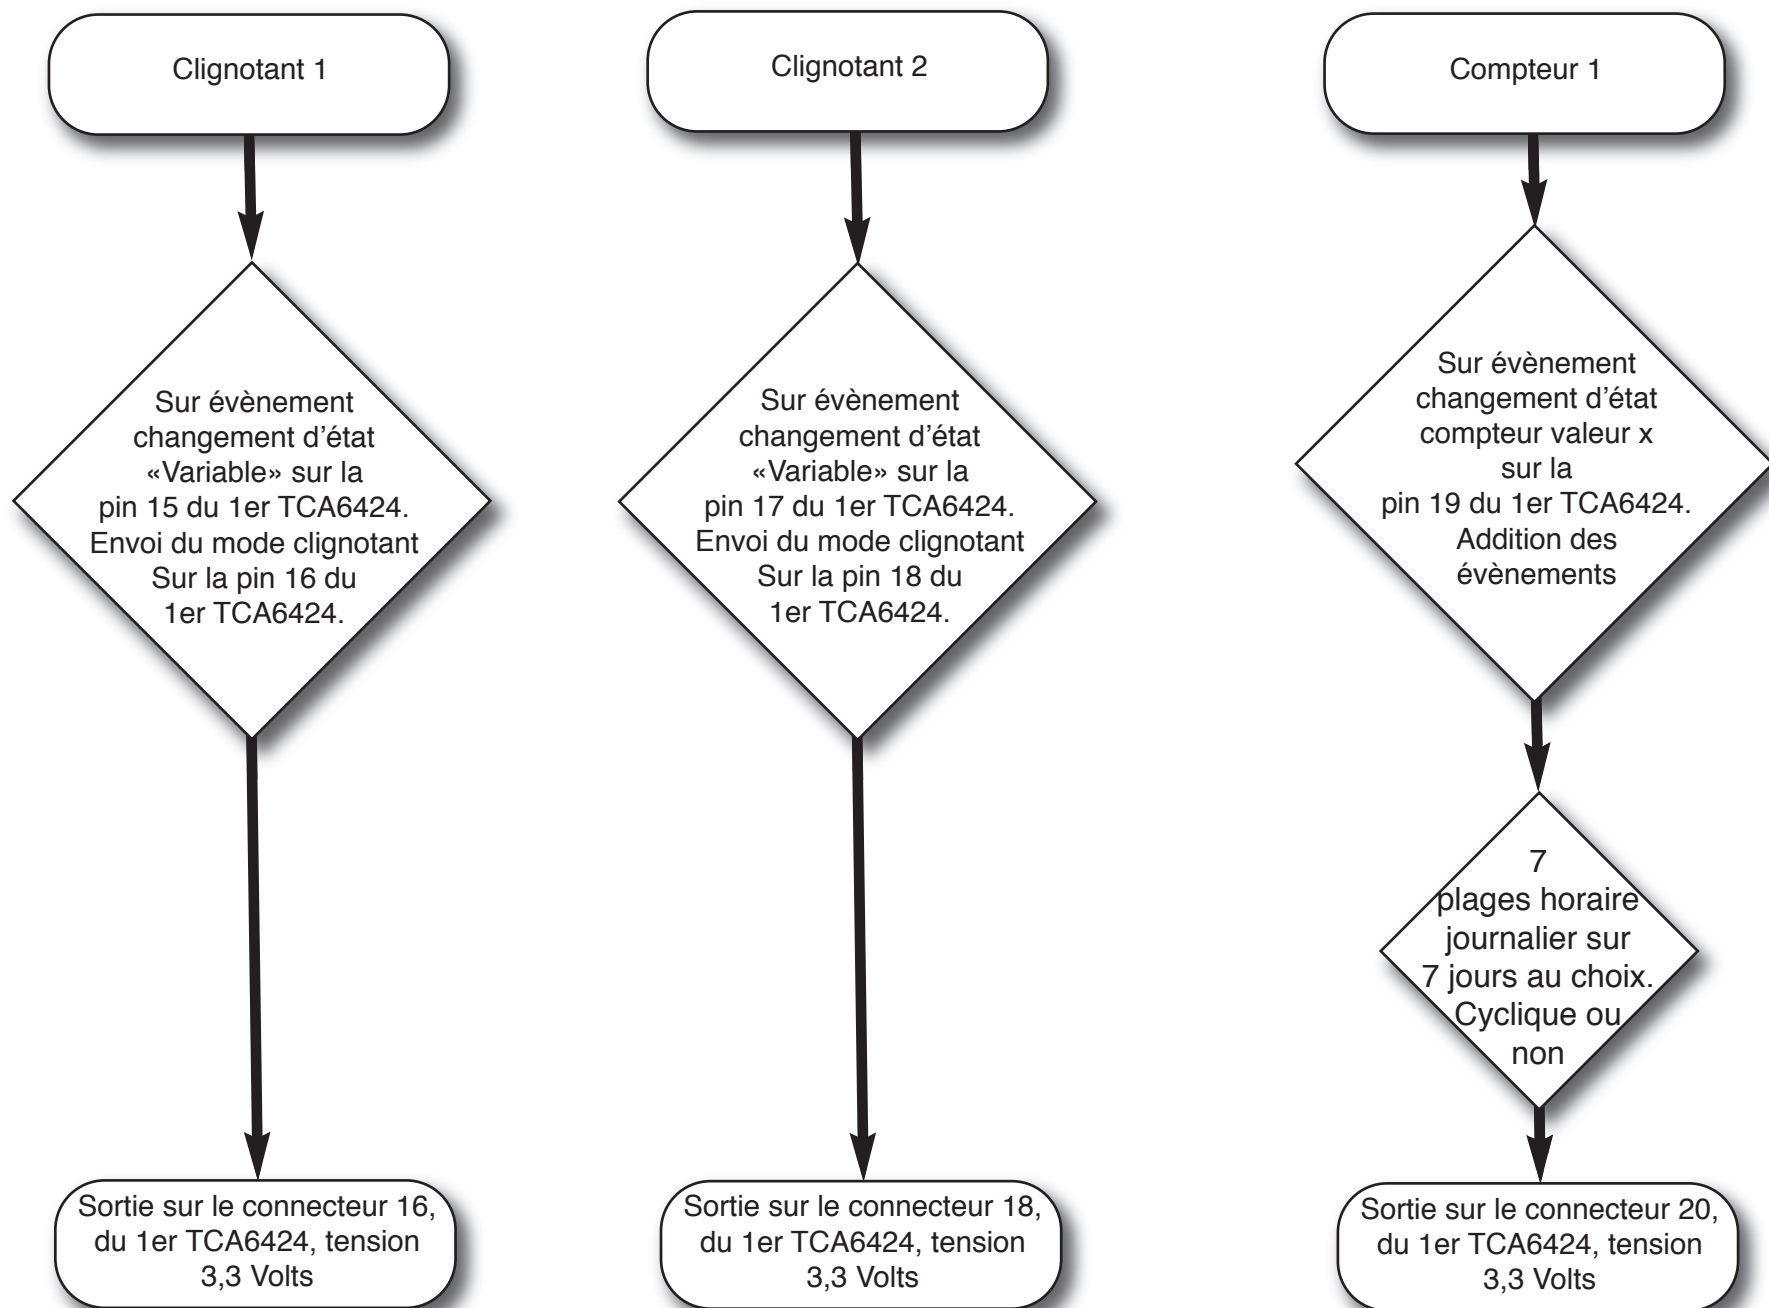 Clignotant 1
Sur évènement
changement d’état
«Variable» sur la
pin 15 du 1er TCA6424.
Envoi du mode clignotant
Sur la pin 16 du
1er TCA6424.
Sortie sur le connecteur 16,
du 1er TCA6424, tension
3,3 Volts
Clignotant 2
Sur évènement
changement d’état
«Variable» sur la
pin 17 du 1er TCA6424.
Envoi du mode clignotant
Sur la pin 18 du
1er TCA6424.
Sortie sur le connecteur 18,
du 1er TCA6424, tension
3,3 Volts
Compteur 1
Sur évènement
changement d’état
compteur valeur x
sur la
pin 19 du 1er TCA6424.
Addition des
évènements
7
plages horaire
journalier sur
7 jours au choix.
Cyclique ou
non
Sortie sur le connecteur 20,
du 1er TCA6424, tension
3,3 Volts